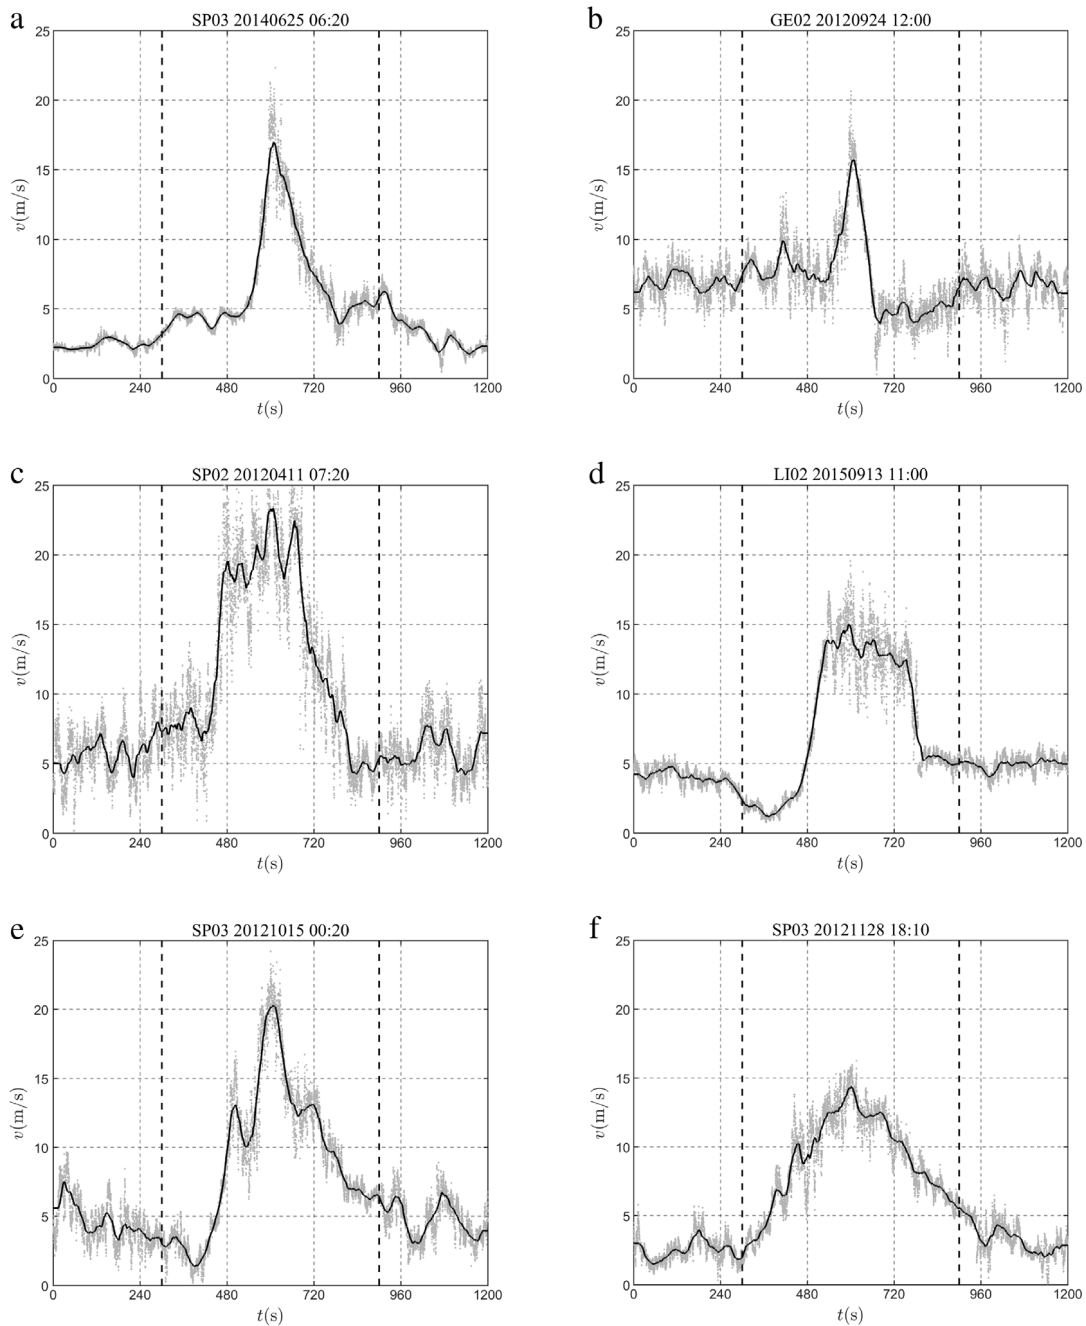 a
SP03 20140625 06:20
25
20
15
10
5
0
v(m/s)
0 240 480 720 960 1200
t(s)
b
GE02 20120924 12:00
25
20
15
10
5
0
v(m/s)
0 240 480 720 960 1200
t(s)
c
SP02 20120411 07:20
25
20
15
10
5
0
v(m/s)
0 240 480 720 960 1200
t(s)
d
LI02 20150913 11:00
25
20
15
10
5
0
v(m/s)
0 240 480 720 960 1200
t(s)
e
SP03 20121015 00:20
25
20
15
10
5
0
v(m/s)
0 240 480 720 960 1200
t(s)
f
SP03 20121128 18:10
25
20
15
10
5
0
v(m/s)
0 240 480 720 960 1200
t(s)